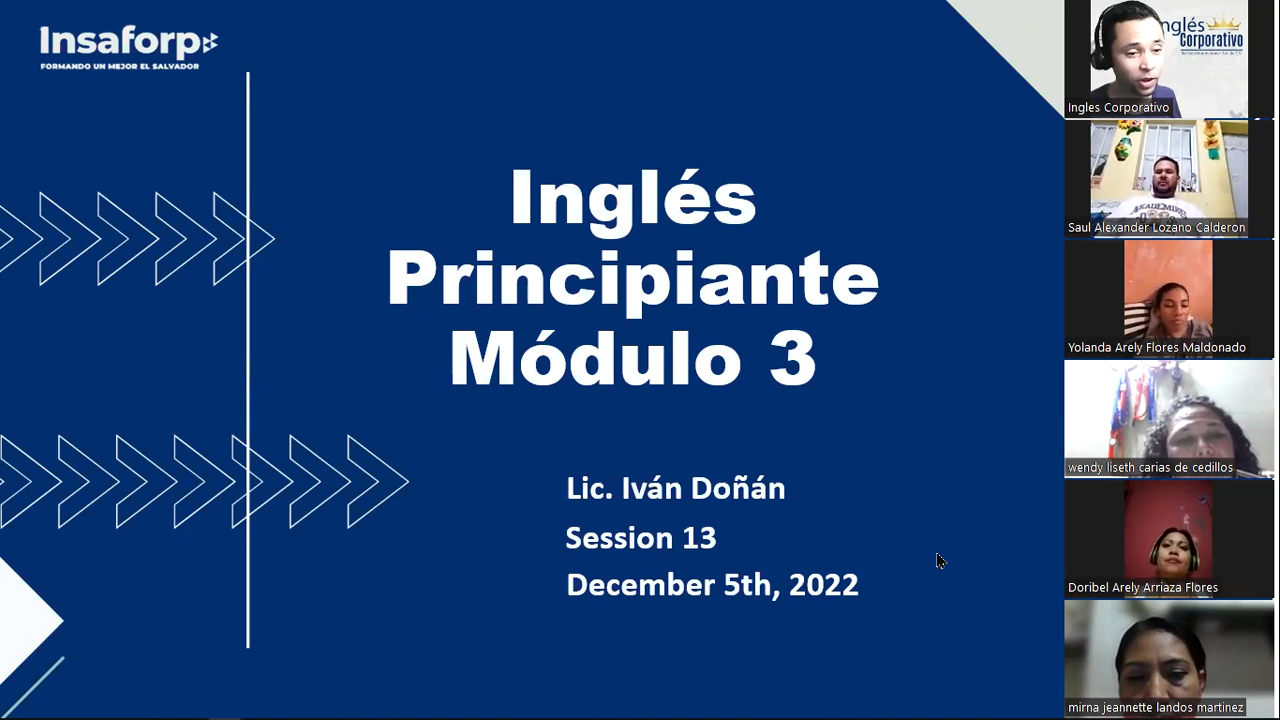 Insaforp
FORMANDO UN MEJOR EL SALVADOR
Inglés
Principiante
Módulo 3
Lic. Iván Doñán
Session 13
December 5th, 2022
Inglés
Corporativo
Ingles Corporativo
Saul Alexander Lozano Calderon
Yolanda Arely Flores Maldonado
wendy liseth carias de cedillos
Doribel Arely Arriaza Flores
mirna jeannette landos martinez